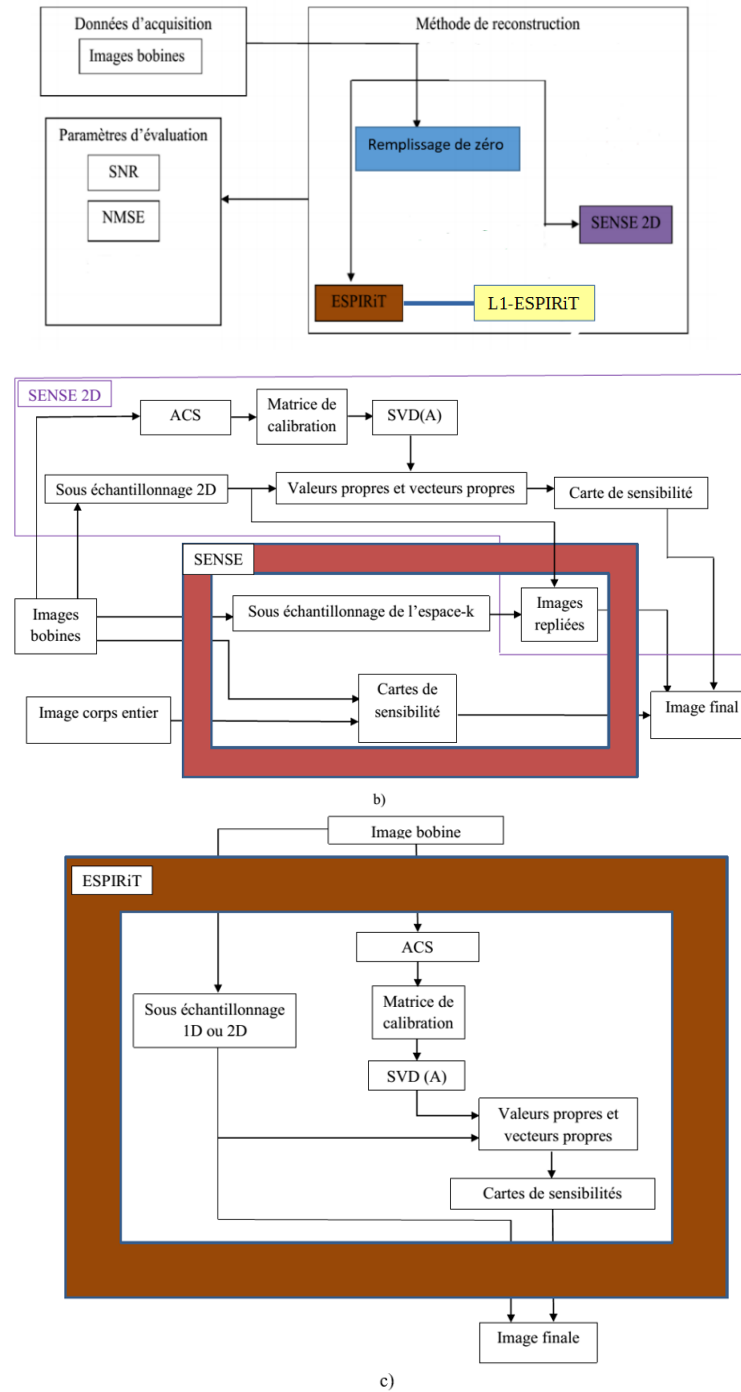 Données d'acquisition
Images bobines
Méthode de reconstruction
Paramètres d'évaluation
SNR
NMSE
Remplissage de zéro
SENSE 2D
ESPIRiT
L1-ESPIRiT
SENSE 2D
ACS
Matrice de
calibration
SVD(A)
Sous échantillonnage 2D
Valeurs propres et vecteurs propres
Carte de sensibilité
SENSE
Images
bobines
Sous échantillonnage de l'espace-k
Images
repliées
Image corps entier
Cartes de
sensibilité
Image final
b)
Image bobine
ESPIRiT
ACS
Sous échantillonnage
1D ou 2D
Matrice de
calibration
SVD (A)
Valeurs propres et
vecteurs propres
Cartes de sensibilités
Image finale
c)